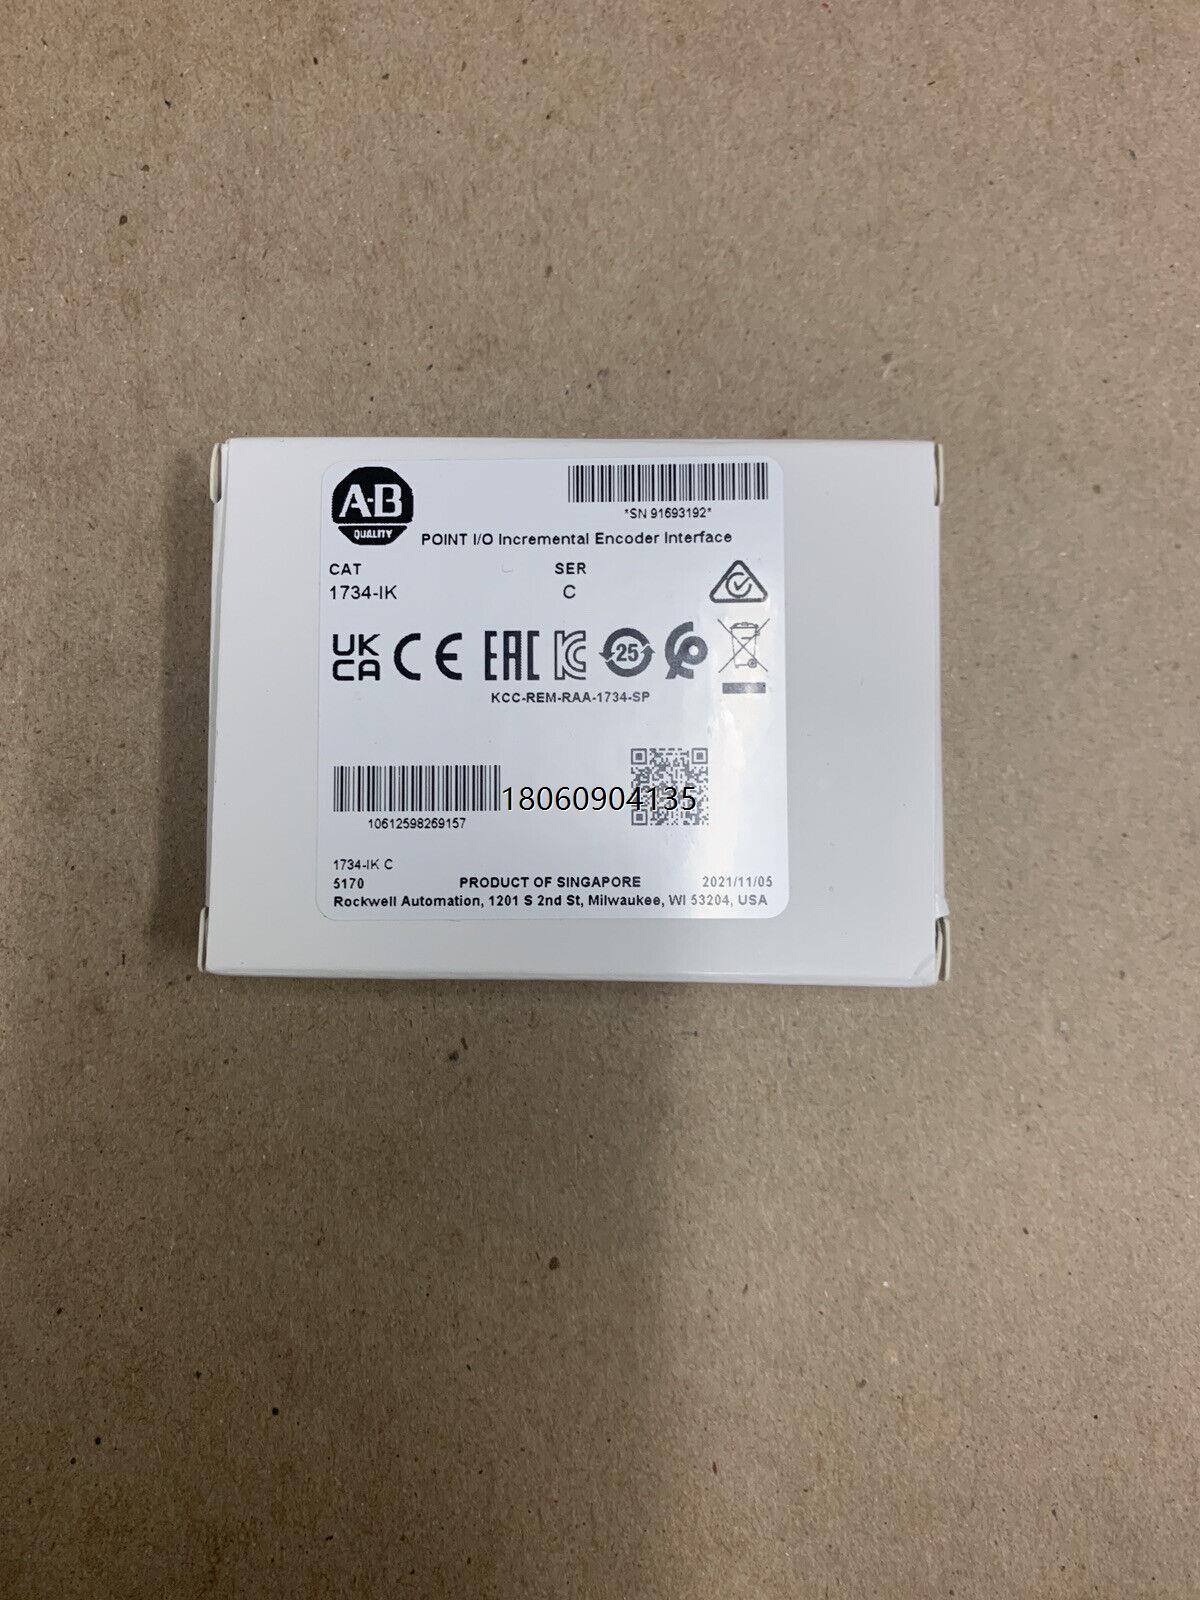 A-B
QUALITY
*SN 91693192*
POINT I/O Incremental Encoder Interface
CAT SER
1734-IK C
UK
CA CE EAC KC 25
KCC-REM-RAA-1734-SP
18060904135
10612598269157
1734-IK C
5170 PRODUCT OF SINGAPORE 2021/11/05
Rockwell Automation, 1201 S 2nd St, Milwaukee, WI 53204, USA